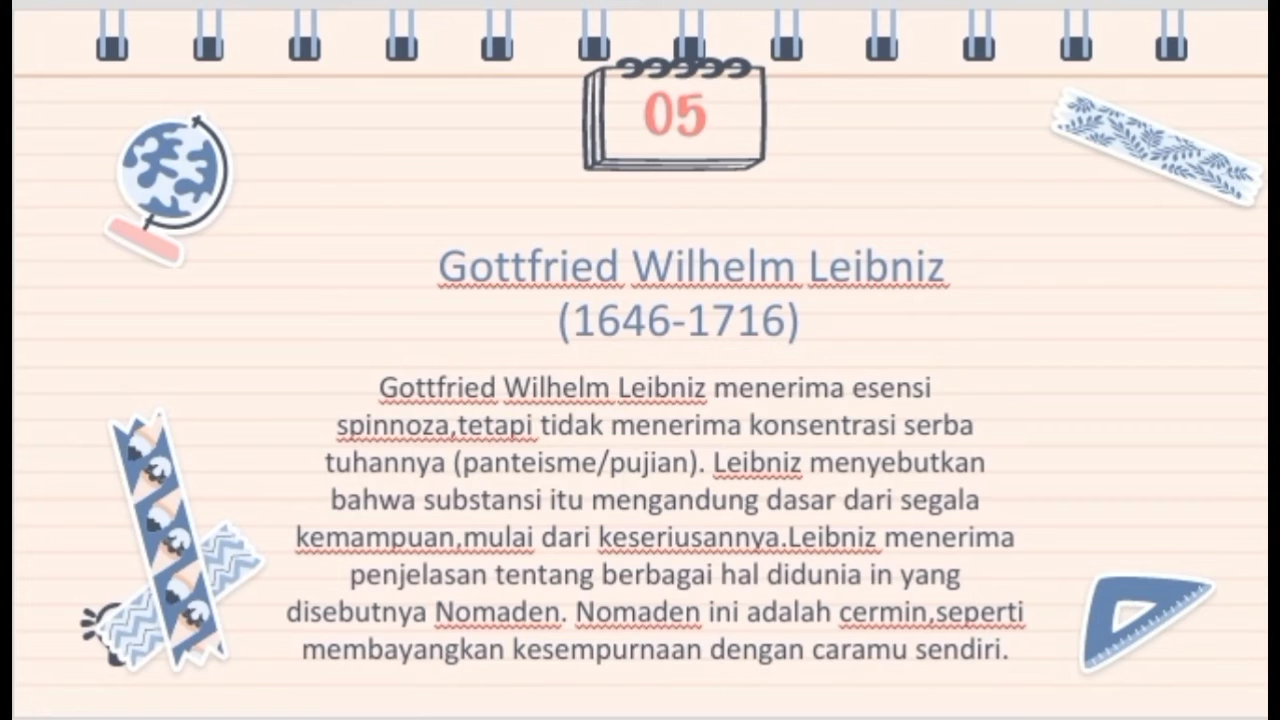 05
Gottfried Wilhelm Leibniz
(1646-1716)
Gottfried Wilhelm Leibniz menerima esensi
spinnoza,tetapi tidak menerima konsentrasi serba
tuhannya (panteisme/pujian). Leibniz menyebutkan
bahwa substansi itu mengandung dasar dari segala
kemampuan,mulai dari keseriusannya.Leibniz menerima
penjelasan tentang berbagai hal didunia in yang
disebutnya Nomaden. Nomaden ini adalah cermin,seperti
membayangkan kesempurnaan dengan caramu sendiri.